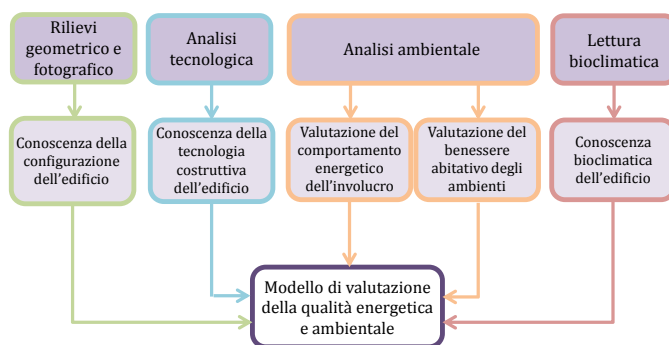 Rilievi
geometrico e
fotografico
Analisi
tecnologica
Analisi ambientale
Lettura
bioclimatica
Conoscenza della
configurazione
dell'edificio
Conoscenza della
tecnologia
costruttiva
dell'edificio
Valutazione del
comportamento
energetico
dell'involucro
Valutazione del
benessere
abitativo degli
ambienti
Conoscenza
bioclimatica
dell'edificio
Modello di valutazione
della qualità energetica
e ambientale